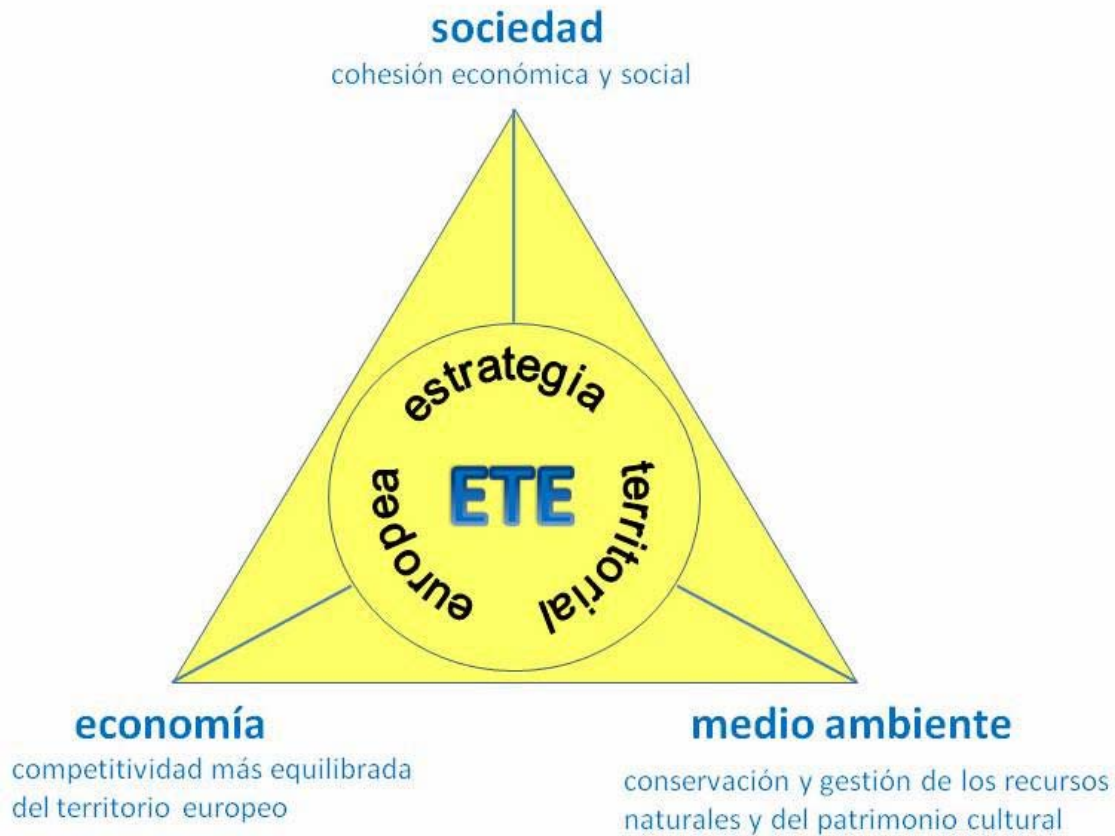 sociedad
cohesión económica y social
estrategia
territorial
europea
ETE
economía
competitividad más equilibrada
del territorio europeo
medio ambiente
conservación y gestión de los recursos
naturales y del patrimonio cultural